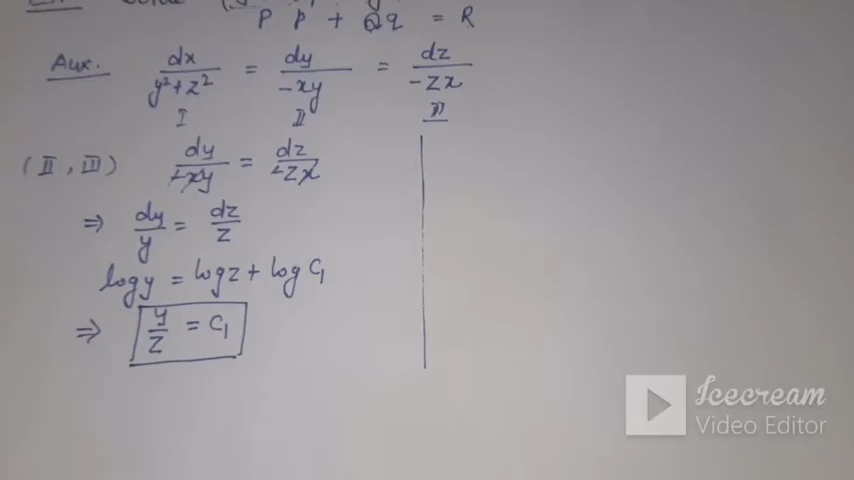 P p + Qq = R
Aux. dx/(y²+z²) = dy/(-xy) = dz/(-zx)
I II III
(II, III) dy/(-xy) = dz/(-zx)
⇒ dy/y = dz/z
log y = log z + log C₁
⇒ y/z = C₁
Icecream
Video Editor